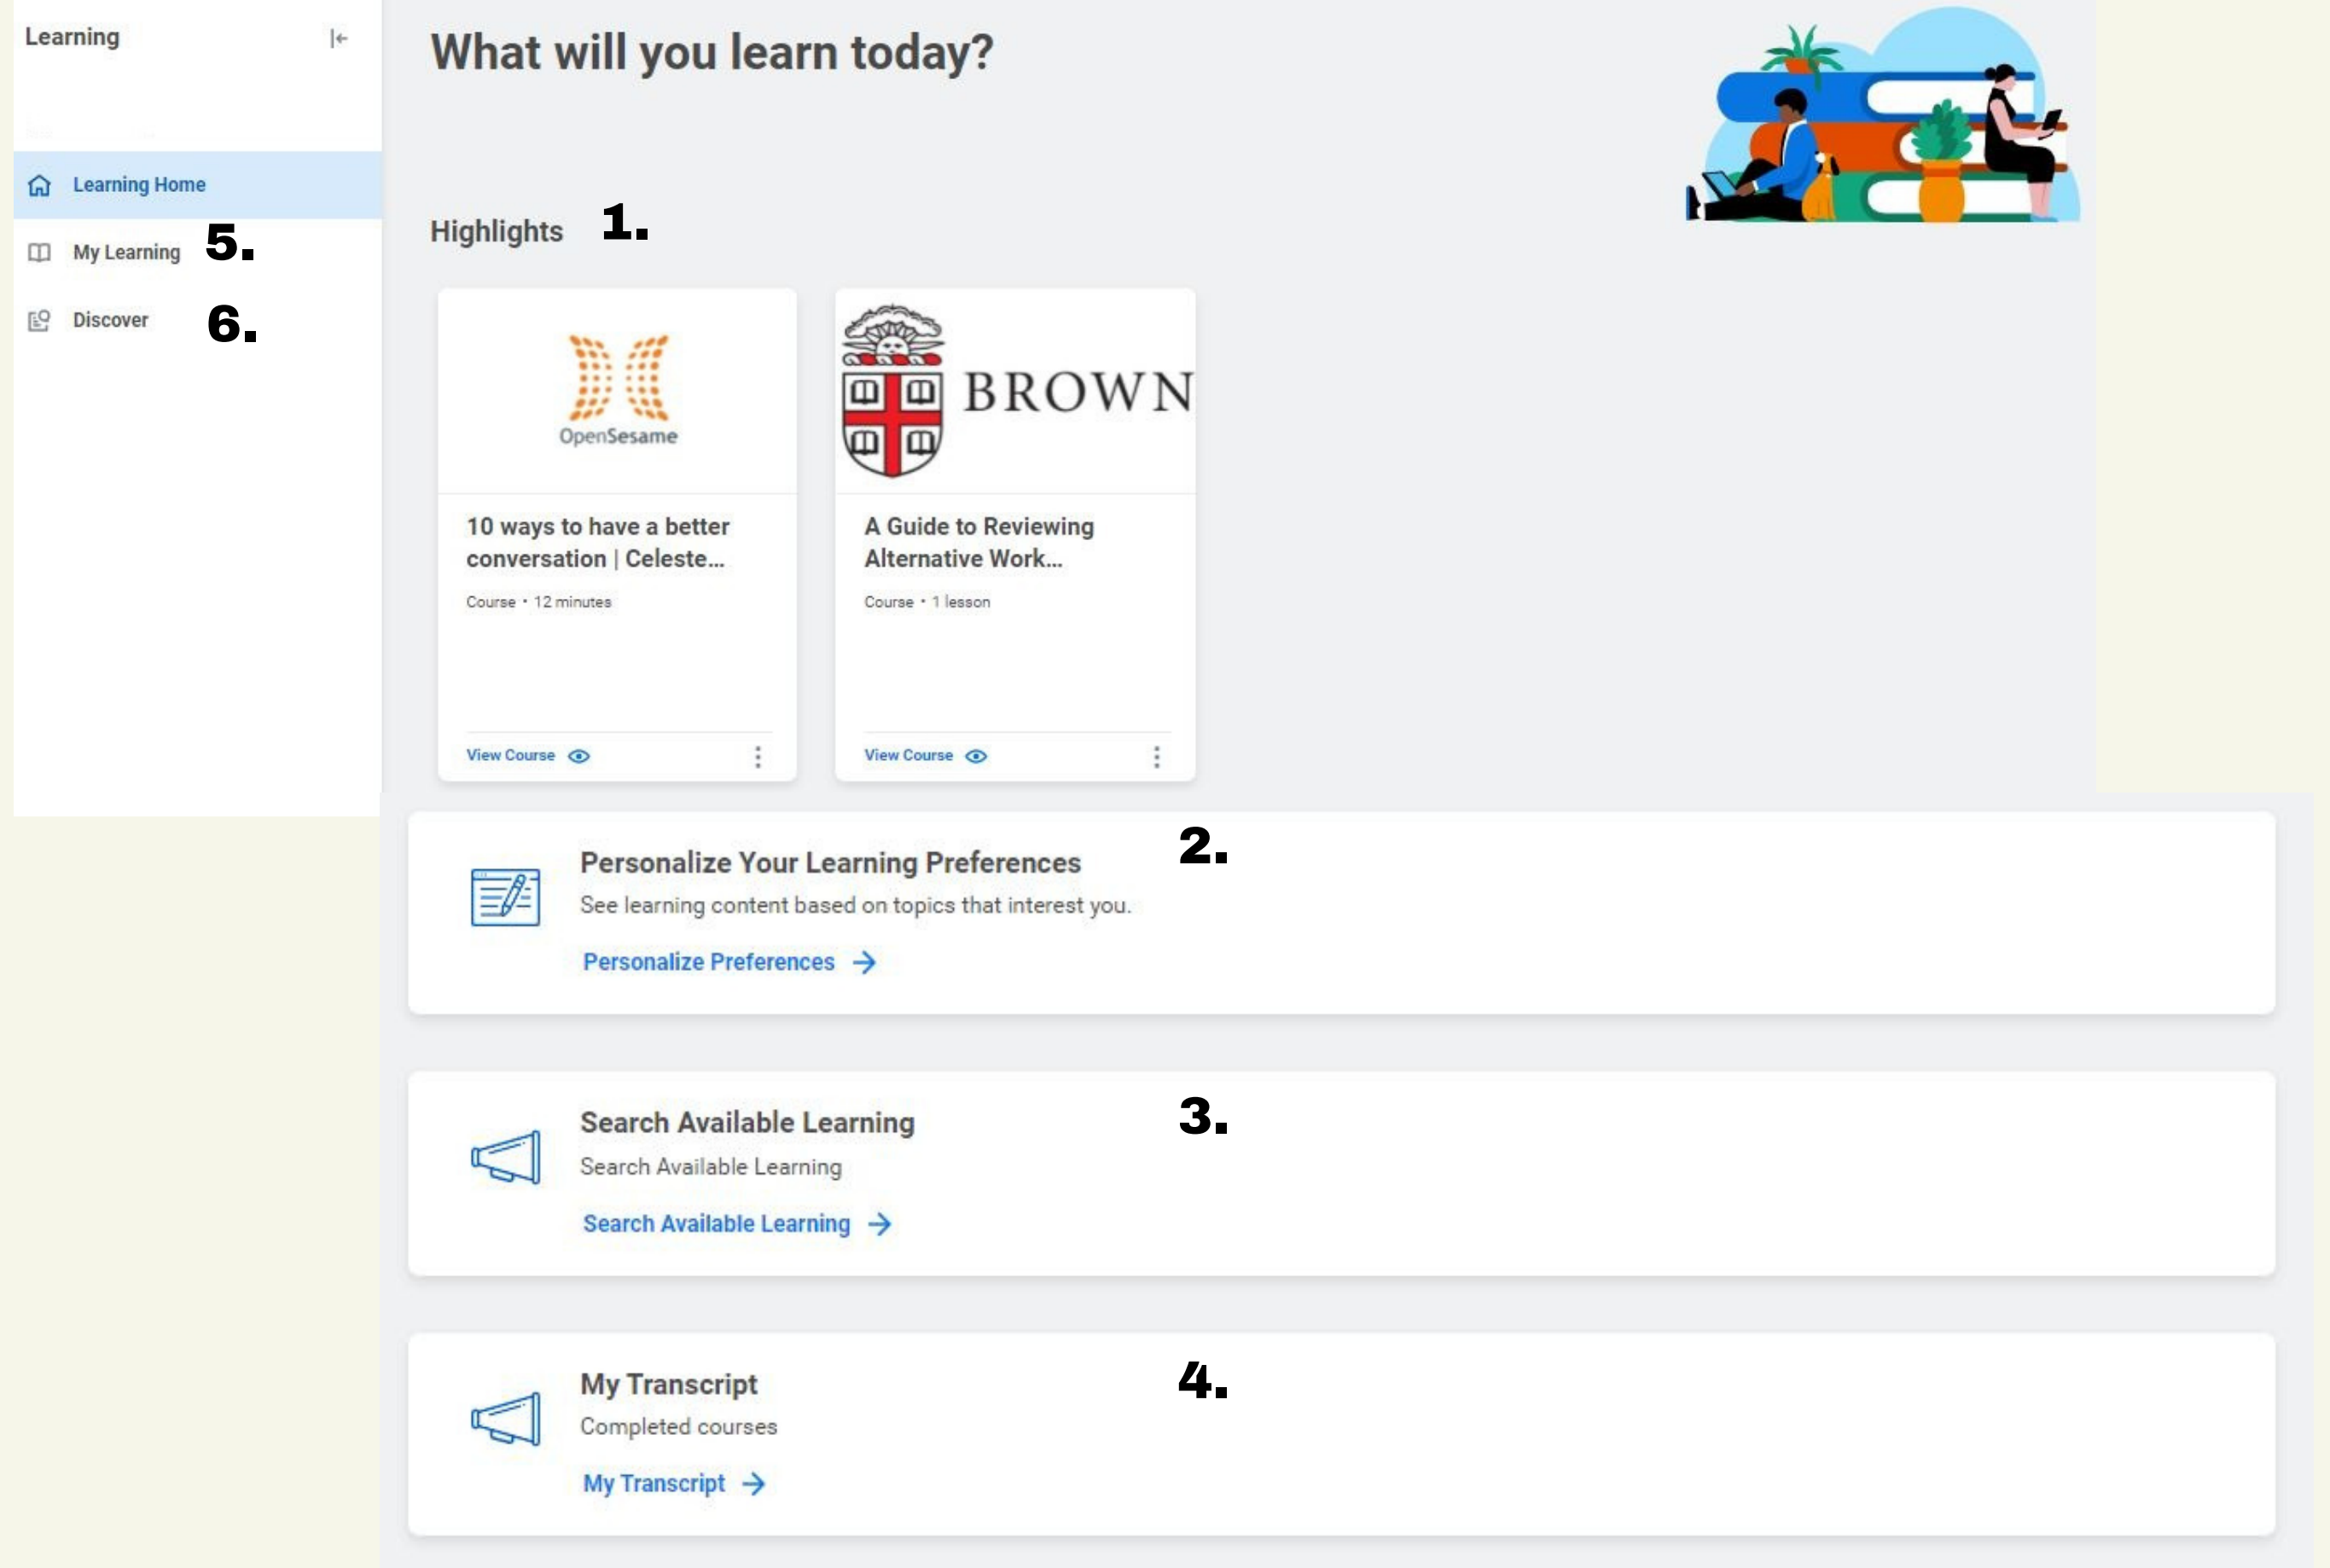 Learning
Learning Home
My Learning 5.
Discover 6.
What will you learn today?
Highlights 1.
OpenSesame
10 ways to have a better
conversation | Celeste...
Course • 12 minutes
View Course
BROWN
A Guide to Reviewing
Alternative Work...
Course • 1 lesson
View Course
Personalize Your Learning Preferences 2.
See learning content based on topics that interest you.
Personalize Preferences
Search Available Learning 3.
Search Available Learning
Search Available Learning
My Transcript 4.
Completed courses
My Transcript